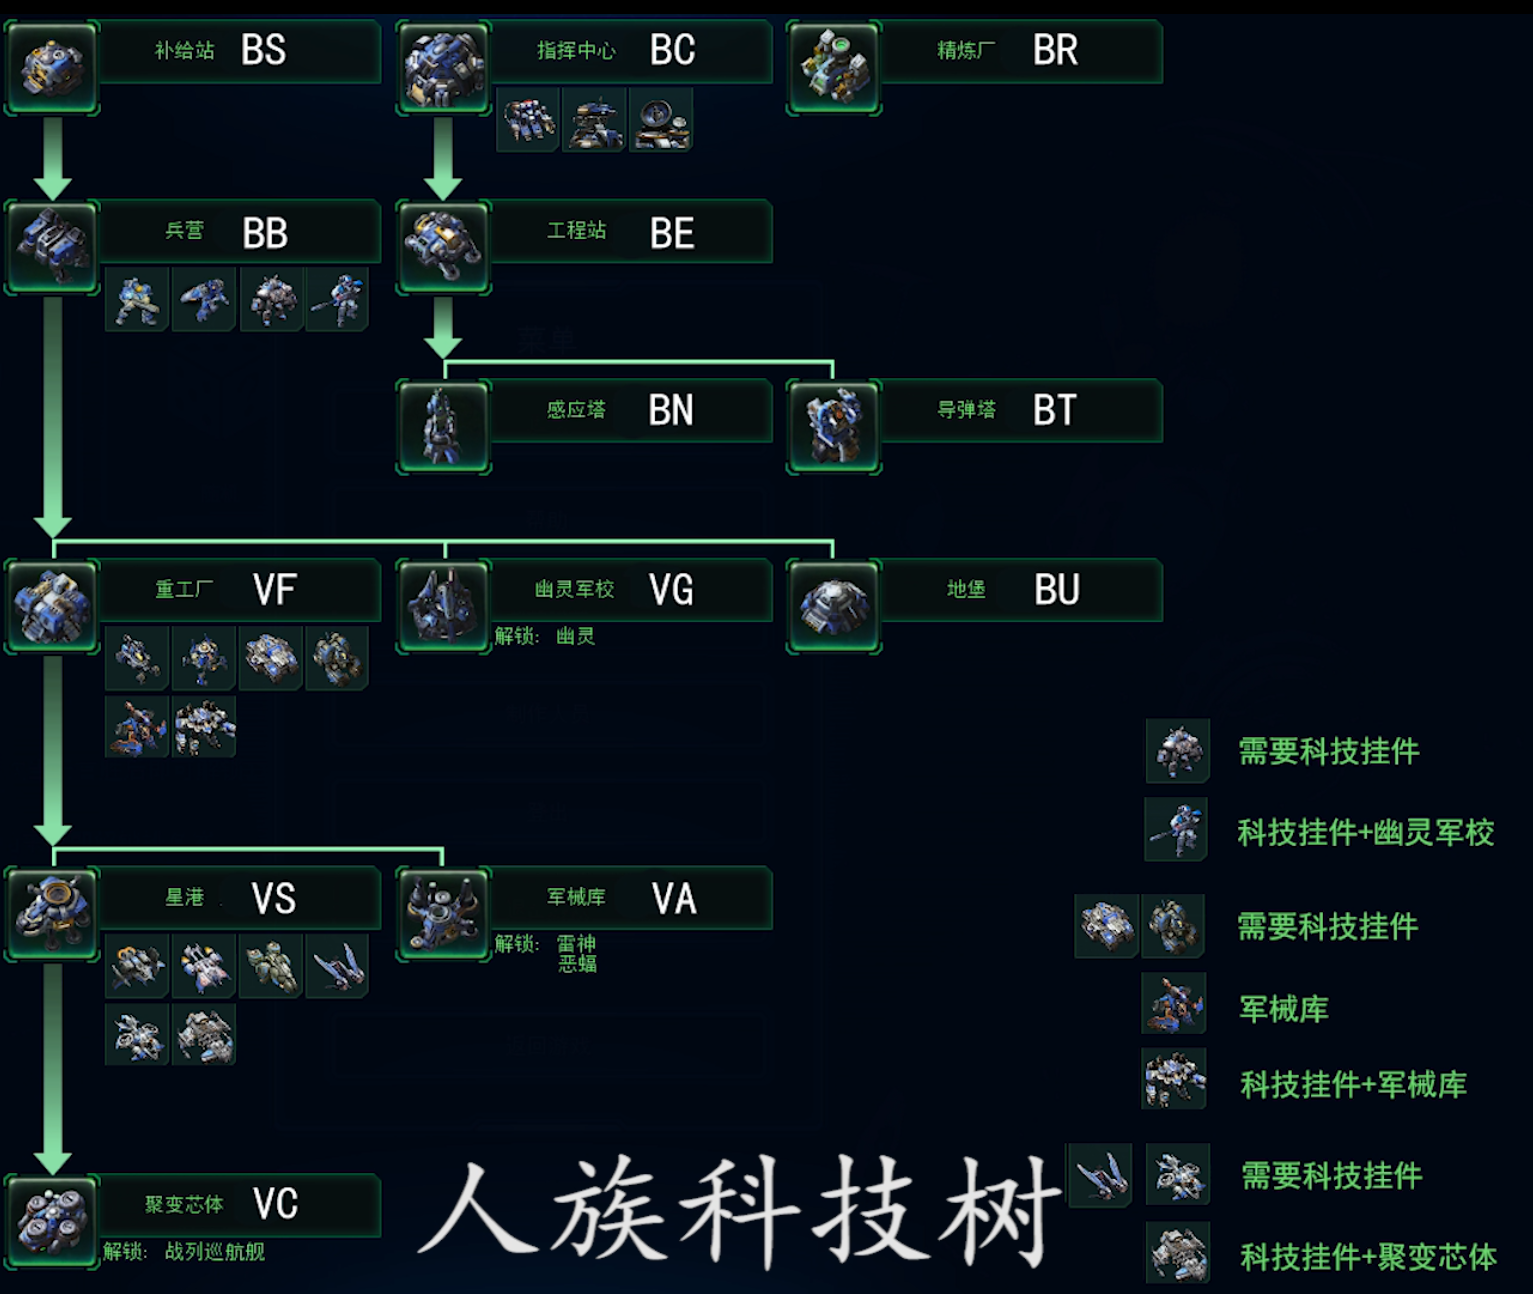 补给站 BS
指挥中心 BC
精炼厂 BR
兵营 BB
工程站 BE
感应塔 BN
导弹塔 BT
重工厂 VF
幽灵军校 VG
解锁: 幽灵
地堡 BU
需要科技挂件
科技挂件+幽灵军校
星港 VS
军械库 VA
解锁: 雷神
恶蝠
需要科技挂件
军械库
科技挂件+军械库
聚变芯体 VC
解锁: 战列巡航舰
人族科技树
需要科技挂件
科技挂件+聚变芯体